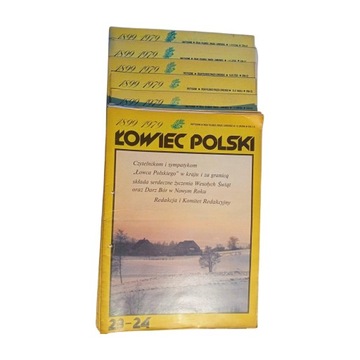 1899 1979
1899 1979
1899 1979
1899 1979
1899 1979
1899 1979
ŁOWIEC POLSKI
Czytelnikom i sympatykom
„Łowca Polskiego" w kraju i za granicą
składa serdeczne życzenia Wesołych Świąt
oraz Darz Bór w Nowym Roku
Redakcja i Komitet Redakcyjny
23-24